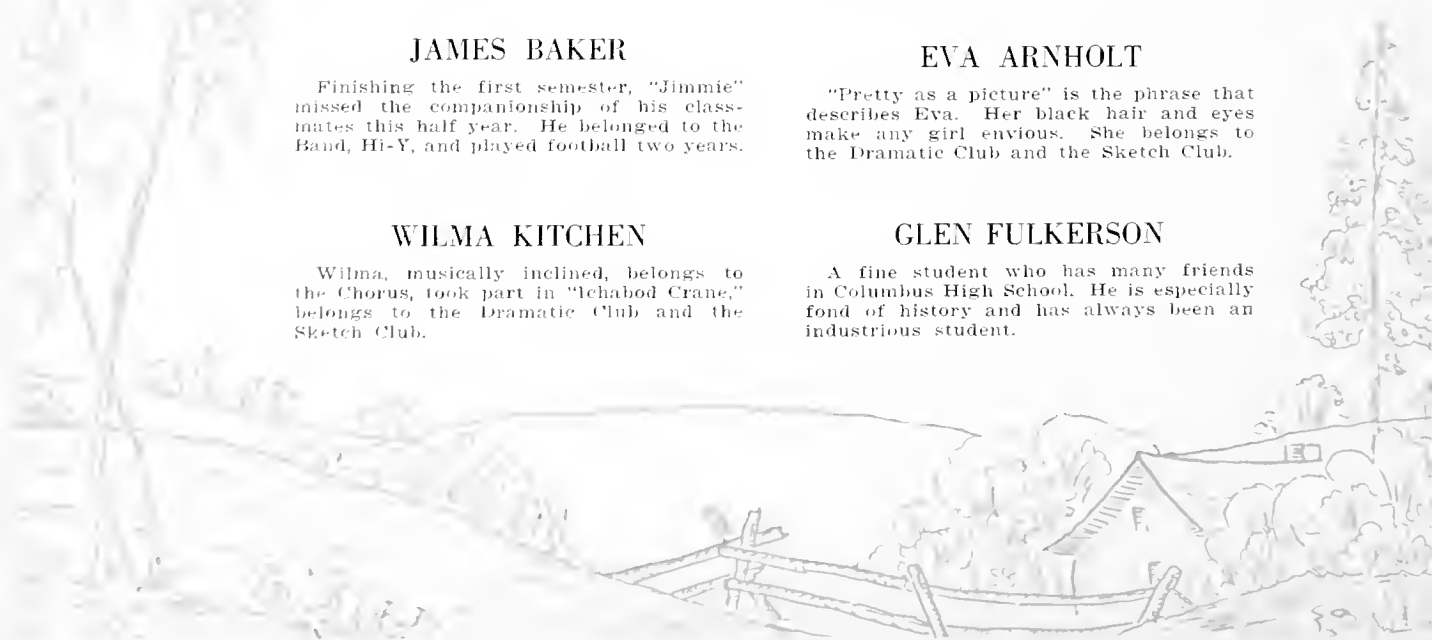 JAMES BAKER
Finishing the first semester, "Jimmie"
missed the companionship of his class-
mates this half year. He belonged to the
Band, Hi-Y, and played football two years.
EVA ARNHOLT
"Pretty as a picture" is the phrase that
describes Eva. Her black hair and eyes
make any girl envious. She belongs to
the Dramatic Club and the Sketch Club.
WILMA KITCHEN
Wilma, musically inclined, belongs to
the Chorus, took part in "Ichabod Crane,"
belongs to the Dramatic Club and the
Sketch Club.
GLEN FULKERSON
A fine student who has many friends
in Columbus High School. He is especially
fond of history and has always been an
industrious student.